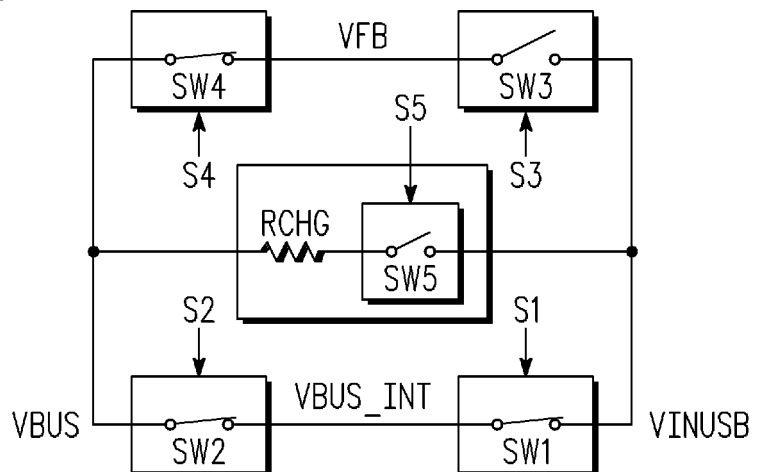 VFB
SW4
SW3
S5
S4
S3
RCHG
SW5
S2
S1
VBUS_INT
VBUS
VINUSB
SW2
SW1